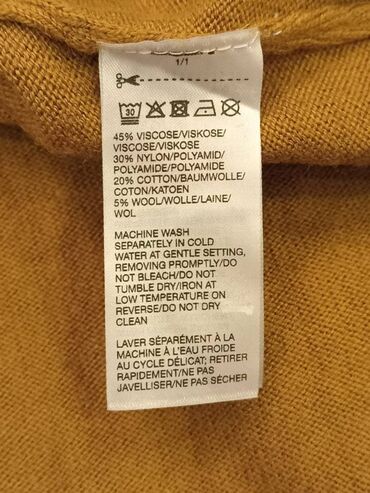 1/1
30
45% VISCOSE/VISKOSE/
VISCOSE/VISKOSE
30% NYLON/POLYAMID/
POLYAMIDE/POLYAMIDE
20% COTTON/BAUMWOLLE/
COTON/KATOEN
5% WOOL/WOLLE/LAINE/
WOL
MACHINE WASH
SEPARATELY IN COLD
WATER AT GENTLE SETTING,
REMOVING PROMPTLY/DO
NOT BLEACH/DO NOT
TUMBLE DRY/IRON AT
LOW TEMPERATURE ON
REVERSE/DO NOT DRY
CLEAN
LAVER SÉPARÉMENT À LA
MACHINE À L'EAU FROIDE
AU CYCLE DÉLICAT; RETIRER
RAPIDEMENT/NE PAS
JAVELLISER/NE PAS SÉCHER